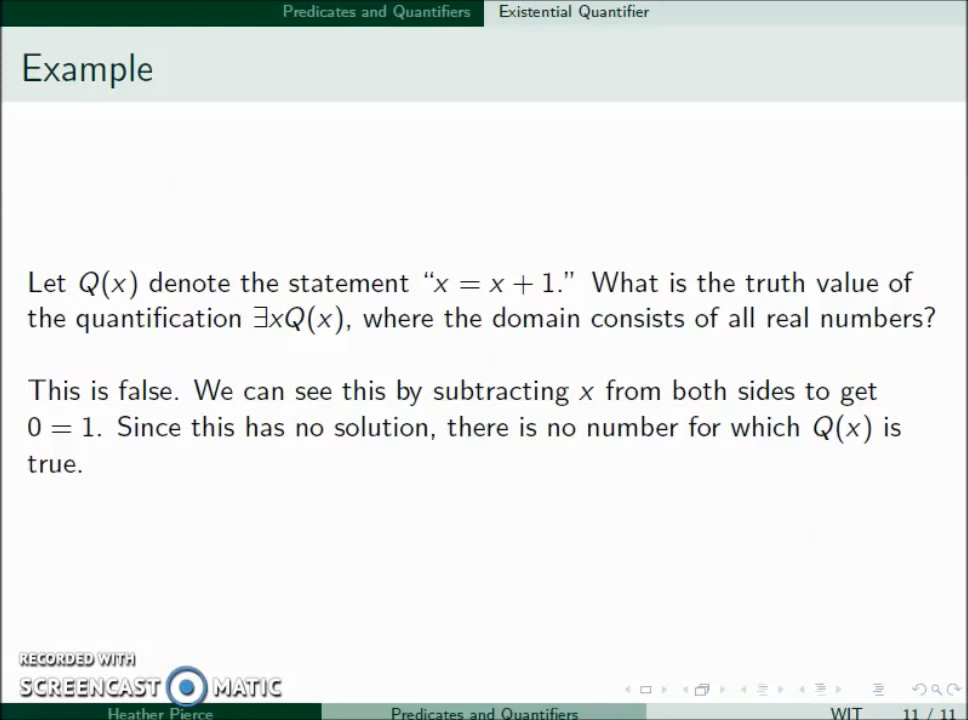 Predicates and Quantifiers Existential Quantifier
Example
Let Q(x) denote the statement “x = x + 1.” What is the truth value of
the quantification ∃xQ(x), where the domain consists of all real numbers?
This is false. We can see this by subtracting x from both sides to get
0 = 1. Since this has no solution, there is no number for which Q(x) is
true.
RECORDED WITH
SCREENCAST MATIC
Heather Pierce Predicates and Quantifiers WIT 11 / 11